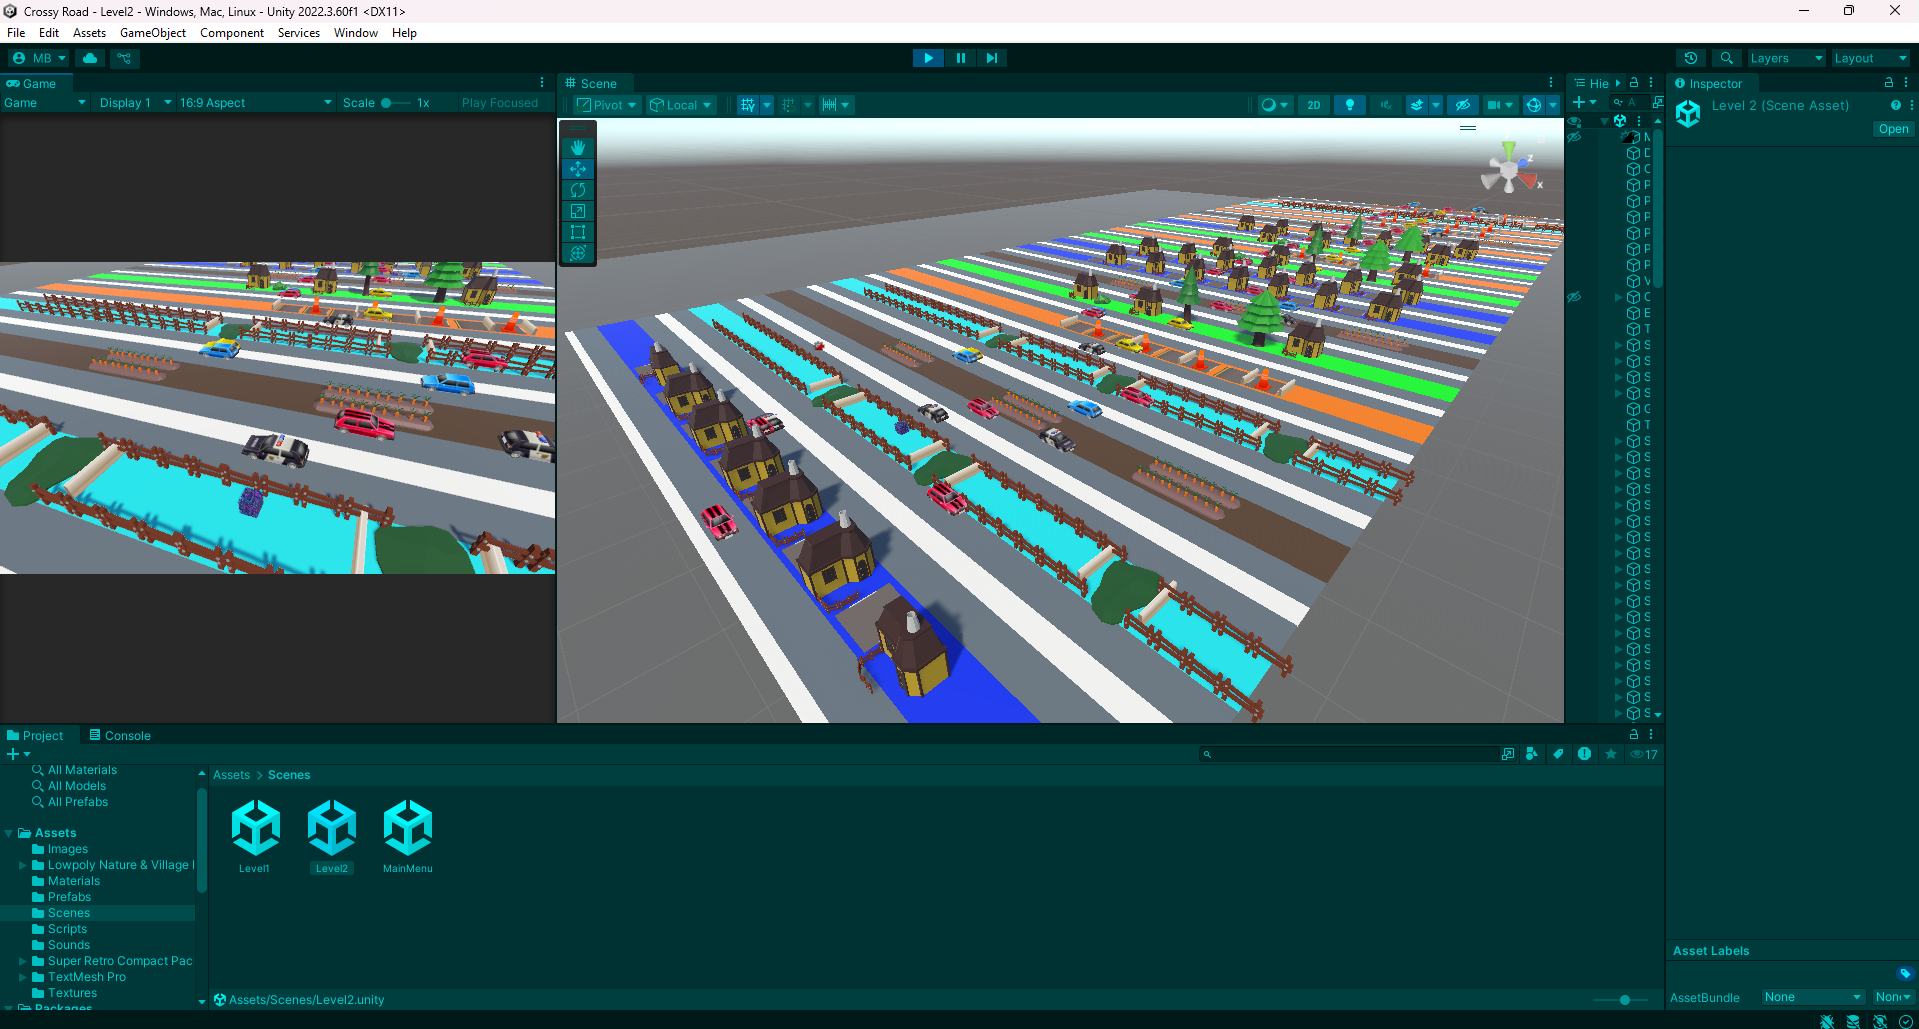 Crossy Road - Level2 - Windows, Mac, Linux - Unity 2022.3.60f1 <DX11>
File Edit Assets GameObject Component Services Window Help
MB Layers Layout
Game
Game Display 1 16:9 Aspect Scale 1x Play Focused
Scene
Pivot Local 2D
z
x
Hie
A
Inspector
Level 2 (Scene Asset)
Open
Project Console
17
All Materials
All Models
All Prefabs
Assets
Images
Lowpoly Nature & Village
Materials
Prefabs
Scenes
Scripts
Sounds
Super Retro Compact Pac
TextMesh Pro
Textures
Packages
Assets > Scenes
Level1 Level2 MainMenu
Assets/Scenes/Level2.unity
Asset Labels
AssetBundle None Non